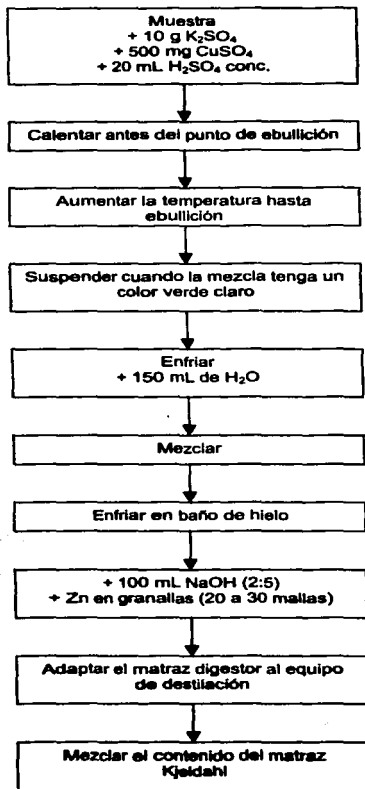 Muestra
+ 10 g K₂SO₄
+ 500 mg CuSO₄
+ 20 mL H₂SO₄ conc.
Calentar antes del punto de ebullición
Aumentar la temperatura hasta
ebullición
Suspender cuando la mezcla tenga un
color verde claro
Enfriar
+ 150 mL de H₂O
Mezclar
Enfriar en baño de hielo
+ 100 mL NaOH (2:5)
+ Zn en granallas (20 a 30 mallas)
Adaptar el matraz digestor al equipo
de destilación
Mezclar el contenido del matraz
Kjeldahl